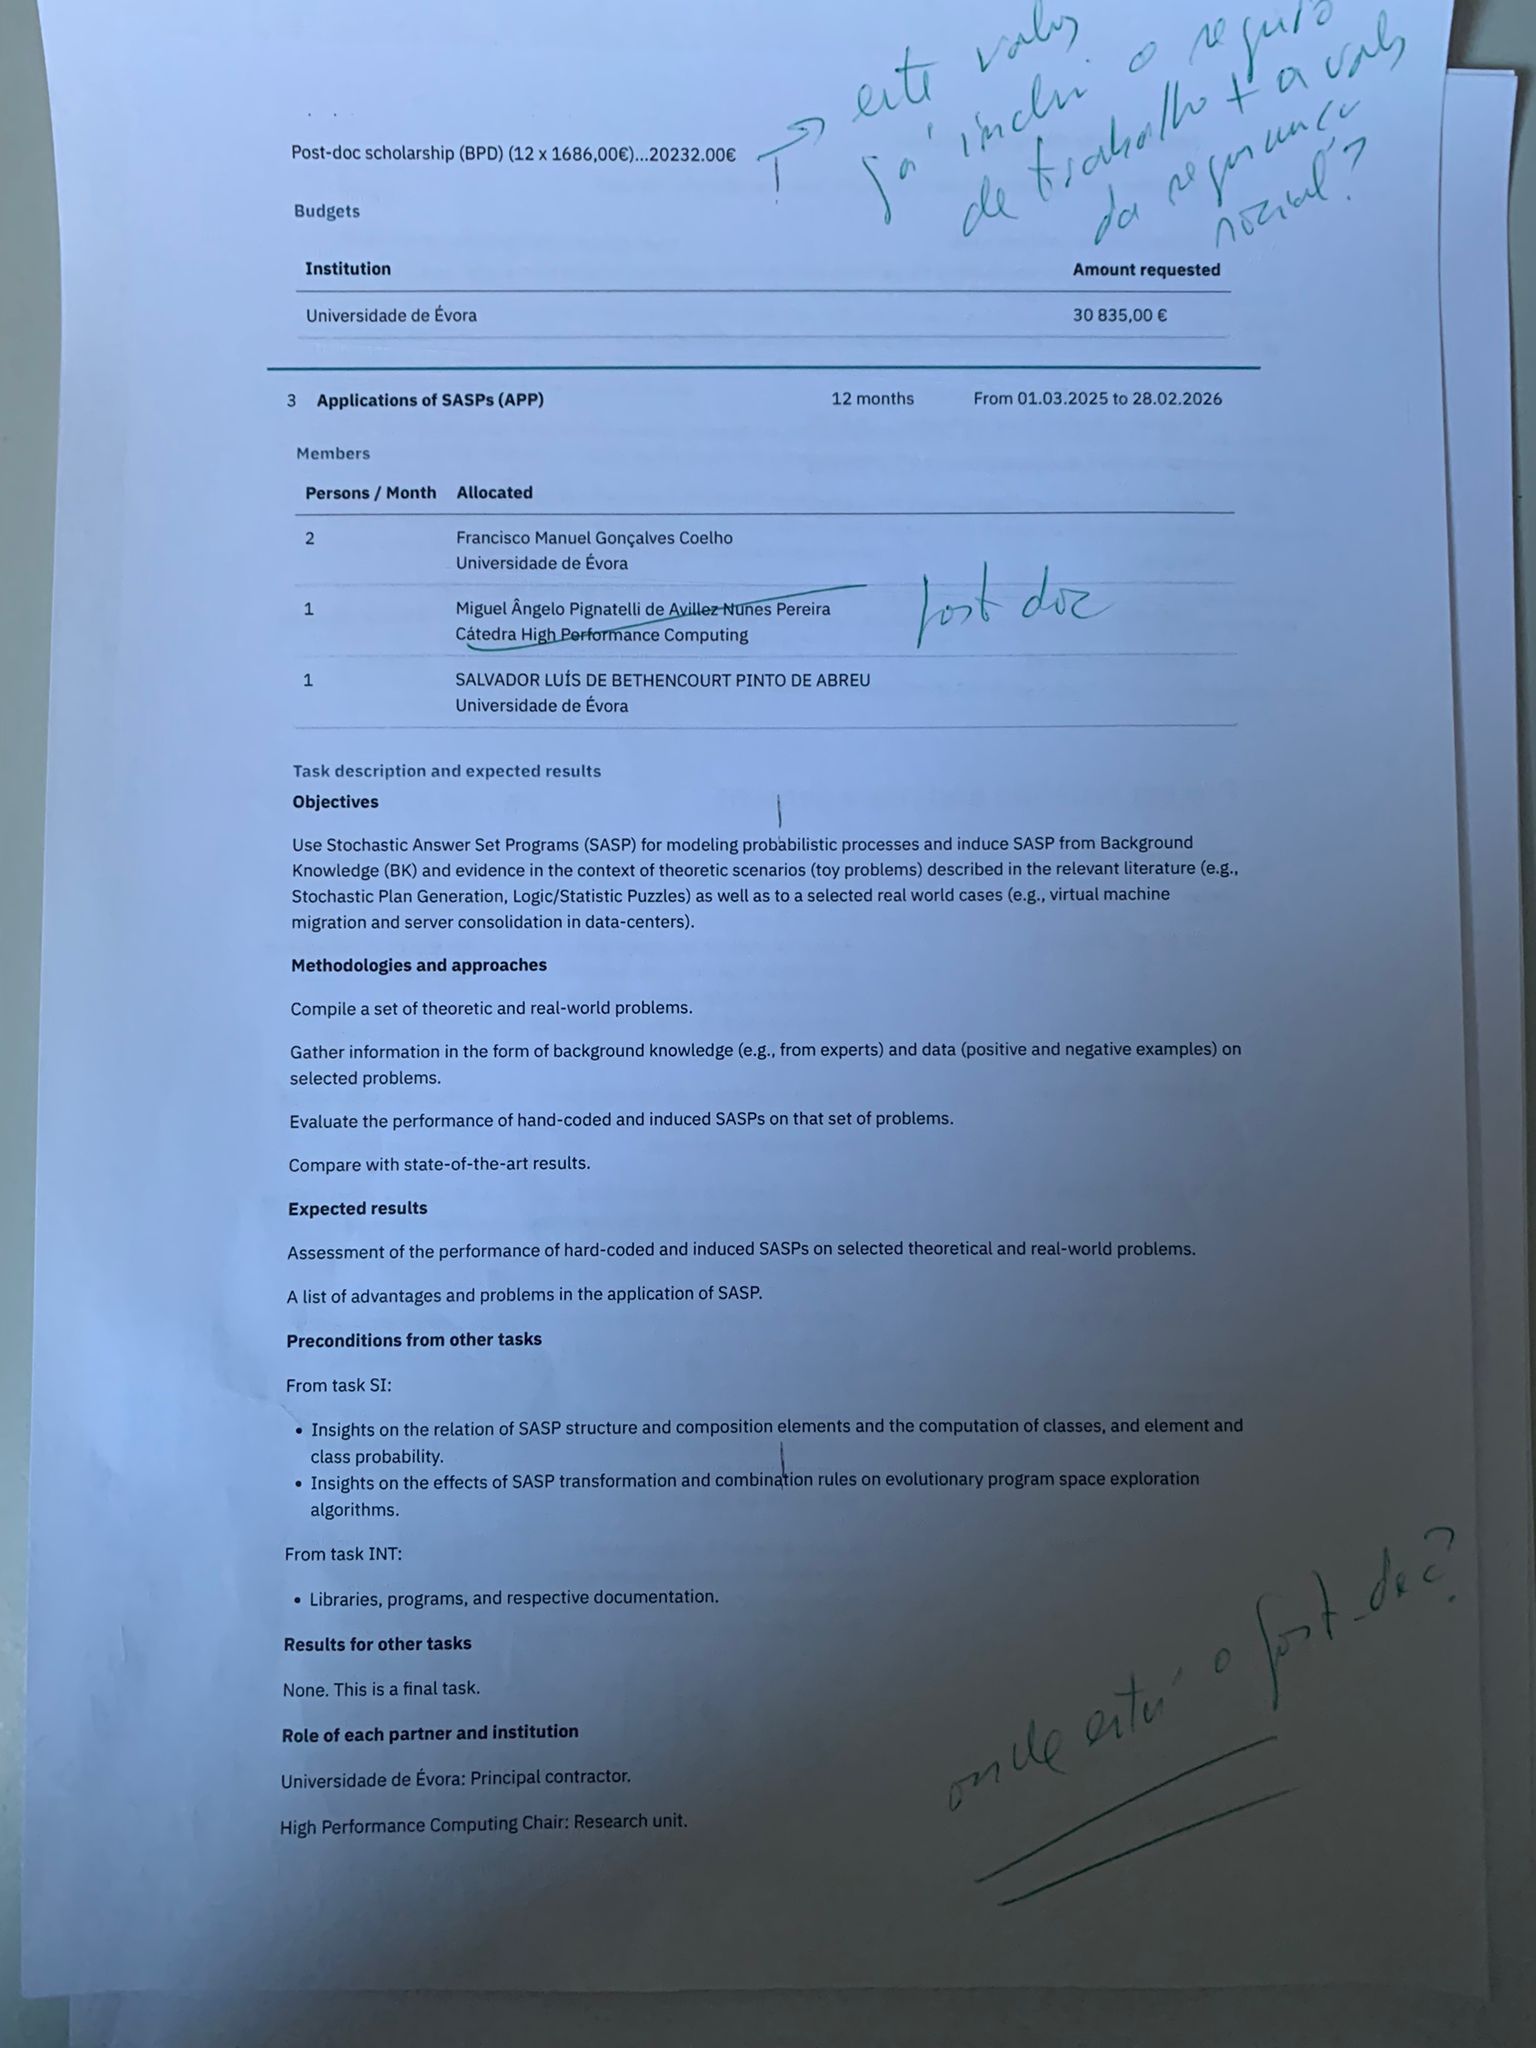 este valor
já inclui o seguro
de trabalho + o valor
da segurança
social?
Post-doc scholarship (BPD) (12 x 1686,00€)...20232.00€
Budgets
Institution Amount requested
Universidade de Évora 30 835,00 €
3 Applications of SASPs (APP) 12 months From 01.03.2025 to 28.02.2026
Members
Persons / Month Allocated
2 Francisco Manuel Gonçalves Coelho
Universidade de Évora
1 Miguel Ângelo Pignatelli de Avillez Nunes Pereira
Cátedra High Performance Computing
post doc
1 SALVADOR LUÍS DE BETHENCOURT PINTO DE ABREU
Universidade de Évora
Task description and expected results
Objectives
Use Stochastic Answer Set Programs (SASP) for modeling probabilistic processes and induce SASP from Background
Knowledge (BK) and evidence in the context of theoretic scenarios (toy problems) described in the relevant literature (e.g.,
Stochastic Plan Generation, Logic/Statistic Puzzles) as well as to a selected real world cases (e.g., virtual machine
migration and server consolidation in data-centers).
Methodologies and approaches
Compile a set of theoretic and real-world problems.
Gather information in the form of background knowledge (e.g., from experts) and data (positive and negative examples) on
selected problems.
Evaluate the performance of hand-coded and induced SASPs on that set of problems.
Compare with state-of-the-art results.
Expected results
Assessment of the performance of hard-coded and induced SASPs on selected theoretical and real-world problems.
A list of advantages and problems in the application of SASP.
Preconditions from other tasks
From task SI:
• Insights on the relation of SASP structure and composition elements and the computation of classes, and element and
class probability.
• Insights on the effects of SASP transformation and combination rules on evolutionary program space exploration
algorithms.
From task INT:
• Libraries, programs, and respective documentation.
Results for other tasks
None. This is a final task.
Role of each partner and institution
Universidade de Évora: Principal contractor.
High Performance Computing Chair: Research unit.
onde está o post-doc?